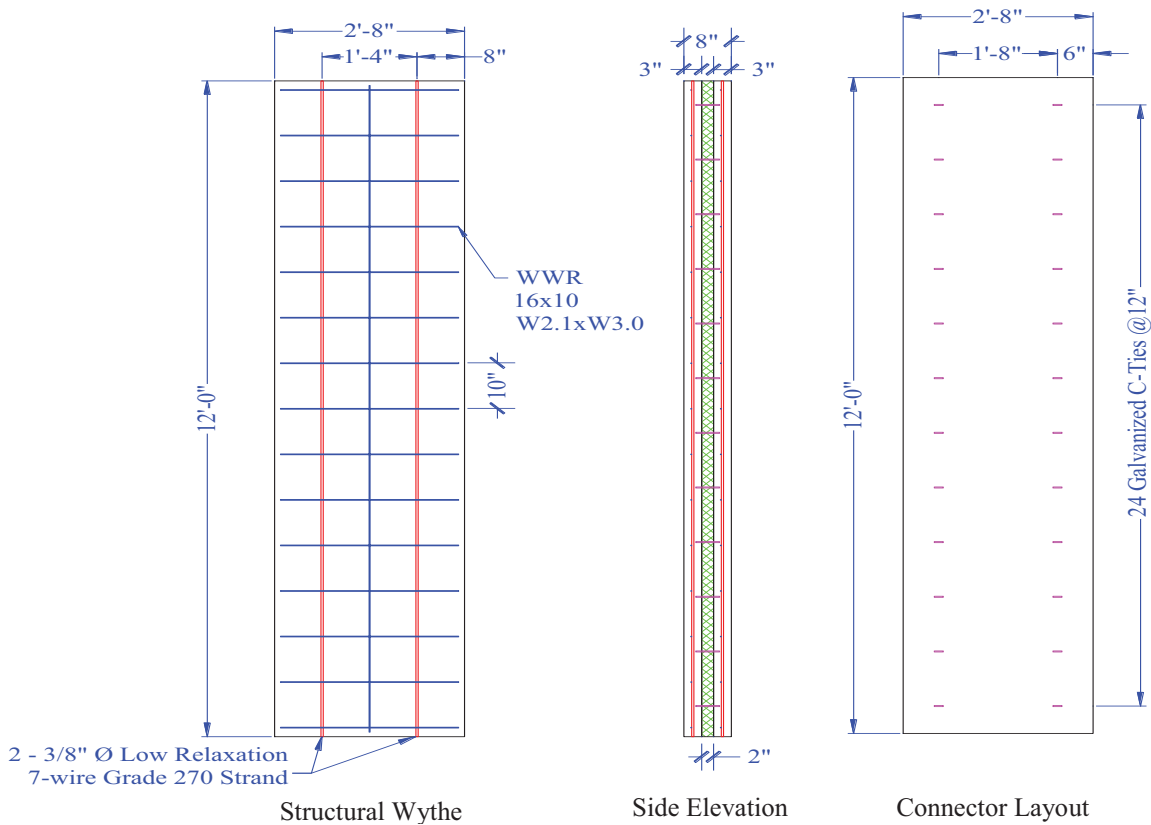 2'-8"
1'-4"
8"
12'-0"
WWR
16x10
W2.1xW3.0
10"
2 - 3/8" Ø Low Relaxation
7-wire Grade 270 Strand
Structural Wythe
8"
3"
3"
2"
Side Elevation
2'-8"
1'-8"
6"
12'-0"
24 Galvanized C-Ties @12"
Connector Layout